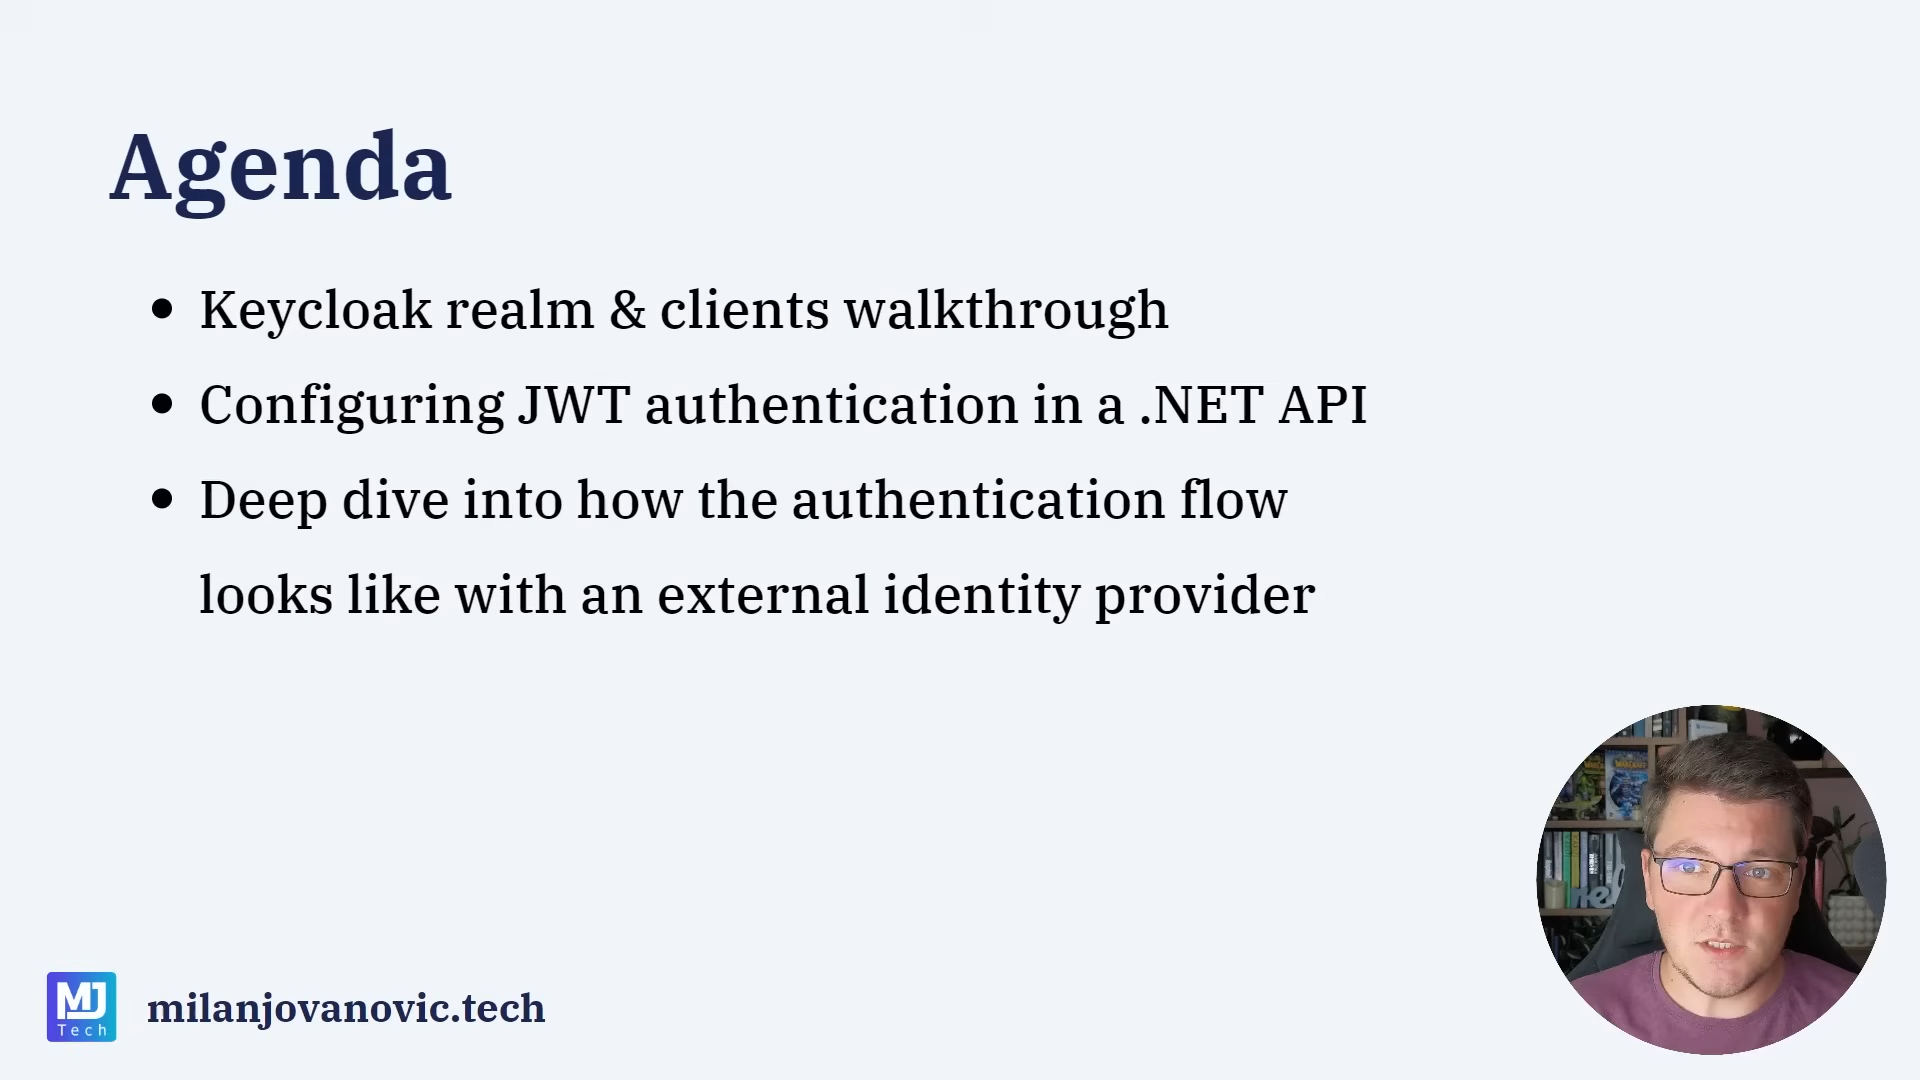 Agenda
• Keycloak realm & clients walkthrough
• Configuring JWT authentication in a .NET API
• Deep dive into how the authentication flow
looks like with an external identity provider
MJ
Tech
milanjovanovic.tech